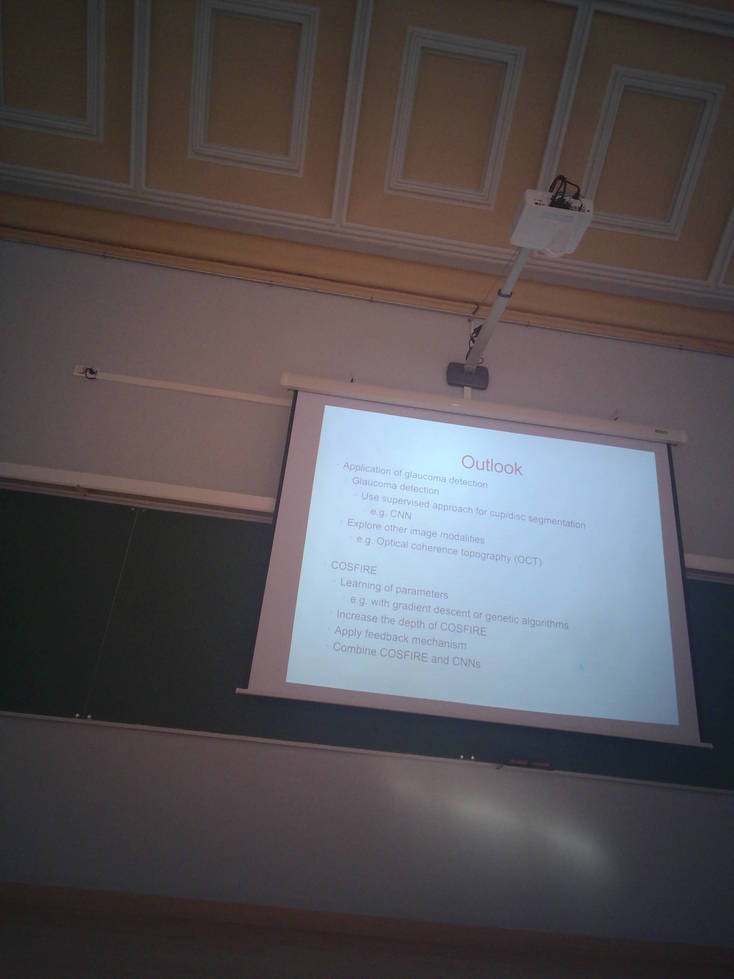 Outlook
Application of glaucoma detection
Glaucoma detection
Use supervised approach for cup/disc segmentation
e.g. CNN
Explore other image modalities
e.g. Optical coherence topography (OCT)
COSFIRE
Learning of parameters
e.g. with gradient descent or genetic algorithms
Increase the depth of COSFIRE
Apply feedback mechanism
Combine COSFIRE and CNNs